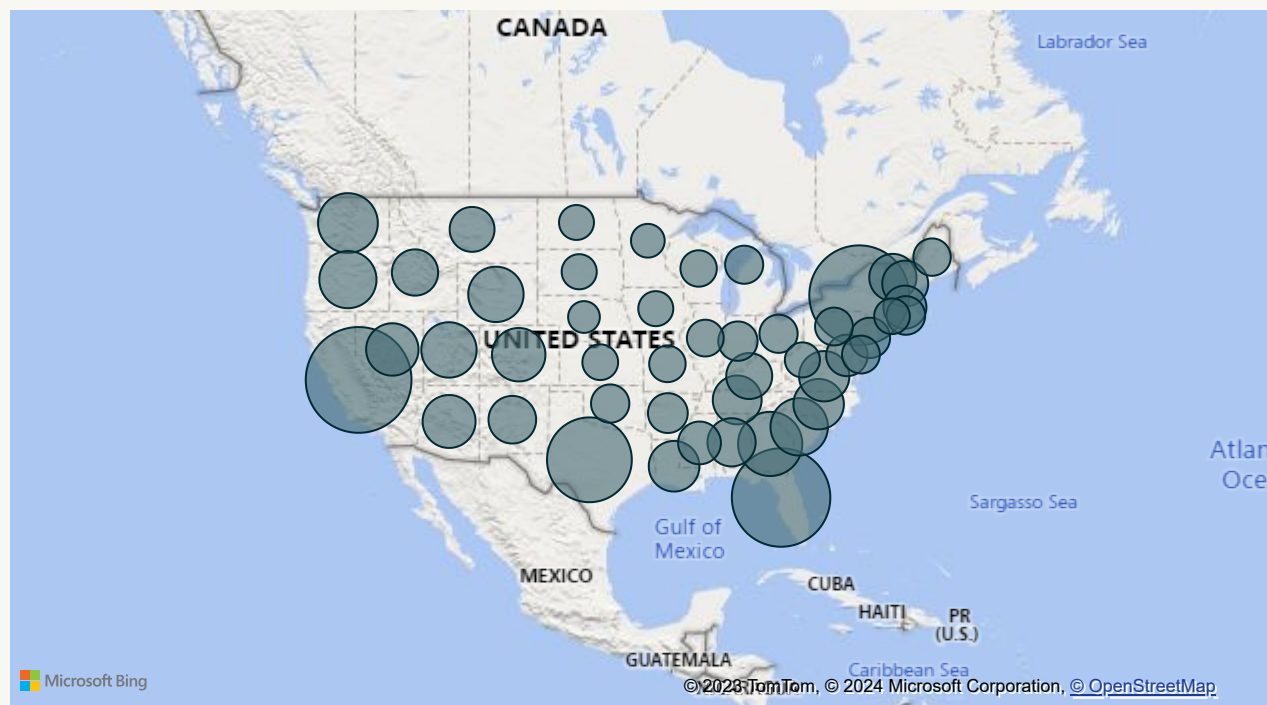 CANADA
Labrador Sea
UNITED STATES
Atlan
Oce
Sargasso Sea
Gulf of
Mexico
MEXICO
CUBA
HAITI
PR
(U.S.)
GUATEMALA
Caribbean Sea
Microsoft Bing
© 2023 TomTom, © 2024 Microsoft Corporation, © OpenStreetMap